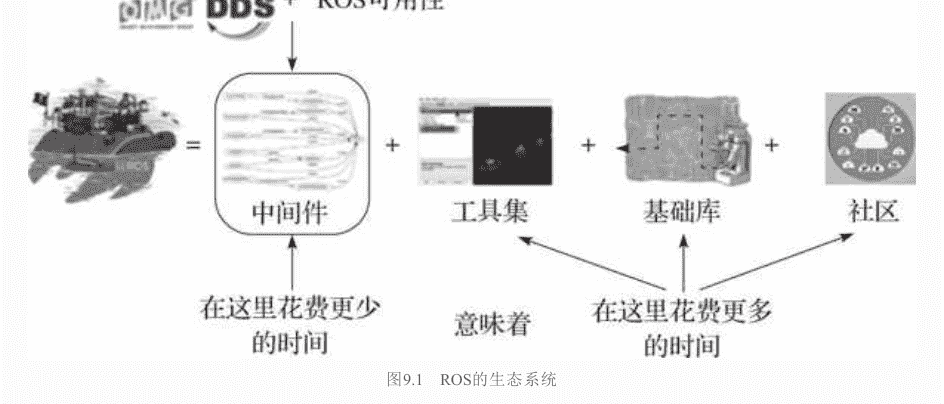 OMG DDS + ROS可用性
= + + +
中间件 工具集 基础库 社区
在这里花费更少
的时间
意味着
在这里花费更多
的时间
图9.1 ROS的生态系统